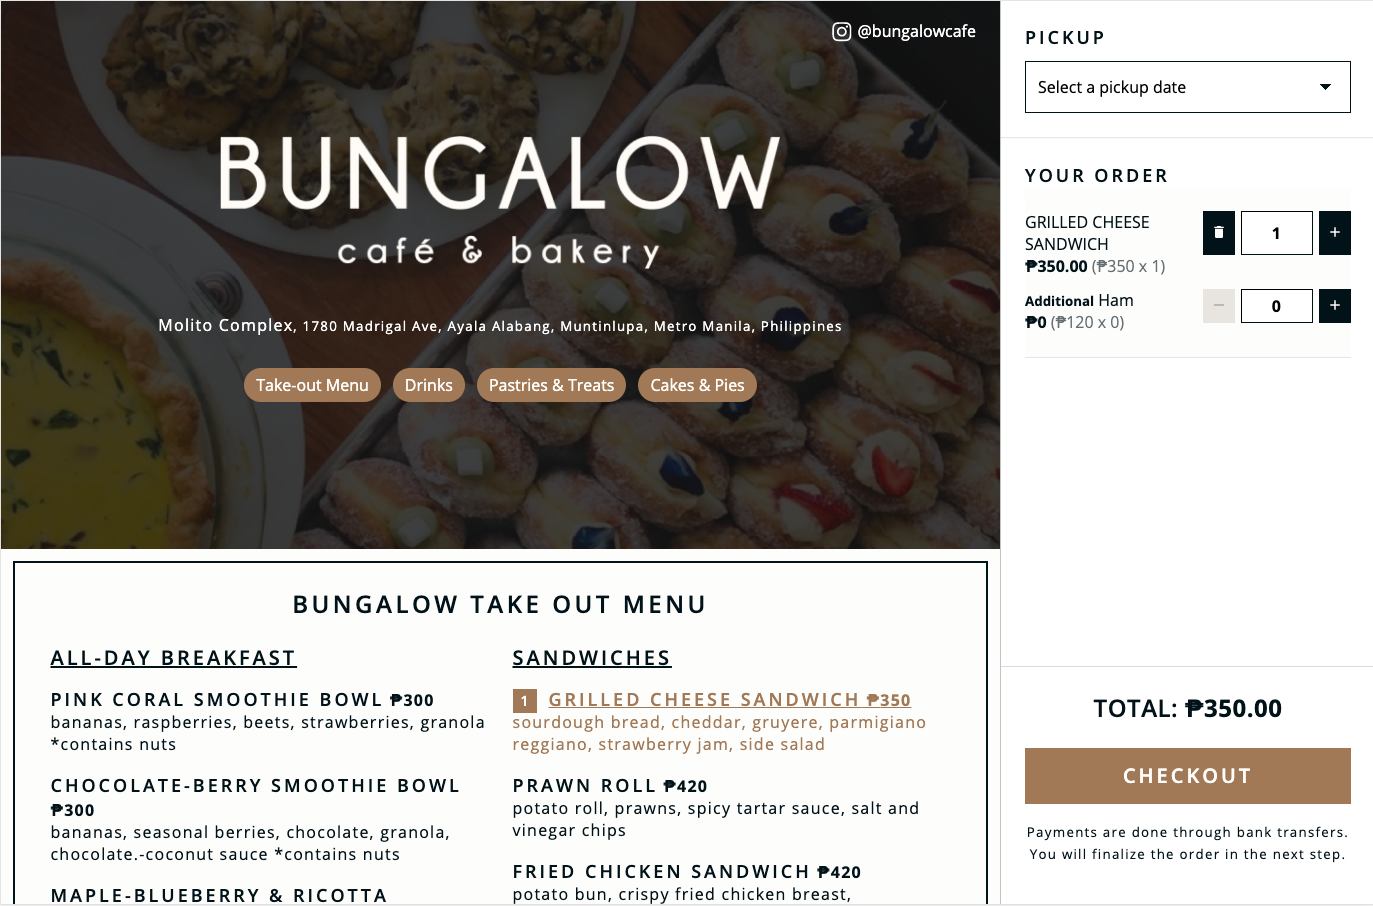 @bungalowcafe
BUNGALOW
café & bakery
Molito Complex, 1780 Madrigal Ave, Ayala Alabang, Muntinlupa, Metro Manila, Philippines
Take-out Menu
Drinks
Pastries & Treats
Cakes & Pies
BUNGALOW TAKE OUT MENU
ALL-DAY BREAKFAST
PINK CORAL SMOOTHIE BOWL ₱300
bananas, raspberries, beets, strawberries, granola
*contains nuts
CHOCOLATE-BERRY SMOOTHIE BOWL
₱300
bananas, seasonal berries, chocolate, granola,
chocolate.-coconut sauce *contains nuts
MAPLE-BLUEBERRY & RICOTTA
SANDWICHES
1 GRILLED CHEESE SANDWICH ₱350
sourdough bread, cheddar, gruyere, parmigiano
reggiano, strawberry jam, side salad
PRAWN ROLL ₱420
potato roll, prawns, spicy tartar sauce, salt and
vinegar chips
FRIED CHICKEN SANDWICH ₱420
potato bun, crispy fried chicken breast,
PICKUP
Select a pickup date
YOUR ORDER
GRILLED CHEESE
SANDWICH
₱350.00 (₱350 x 1)
1 +
Additional Ham
₱0 (₱120 x 0)
− 0 +
TOTAL: ₱350.00
CHECKOUT
Payments are done through bank transfers.
You will finalize the order in the next step.